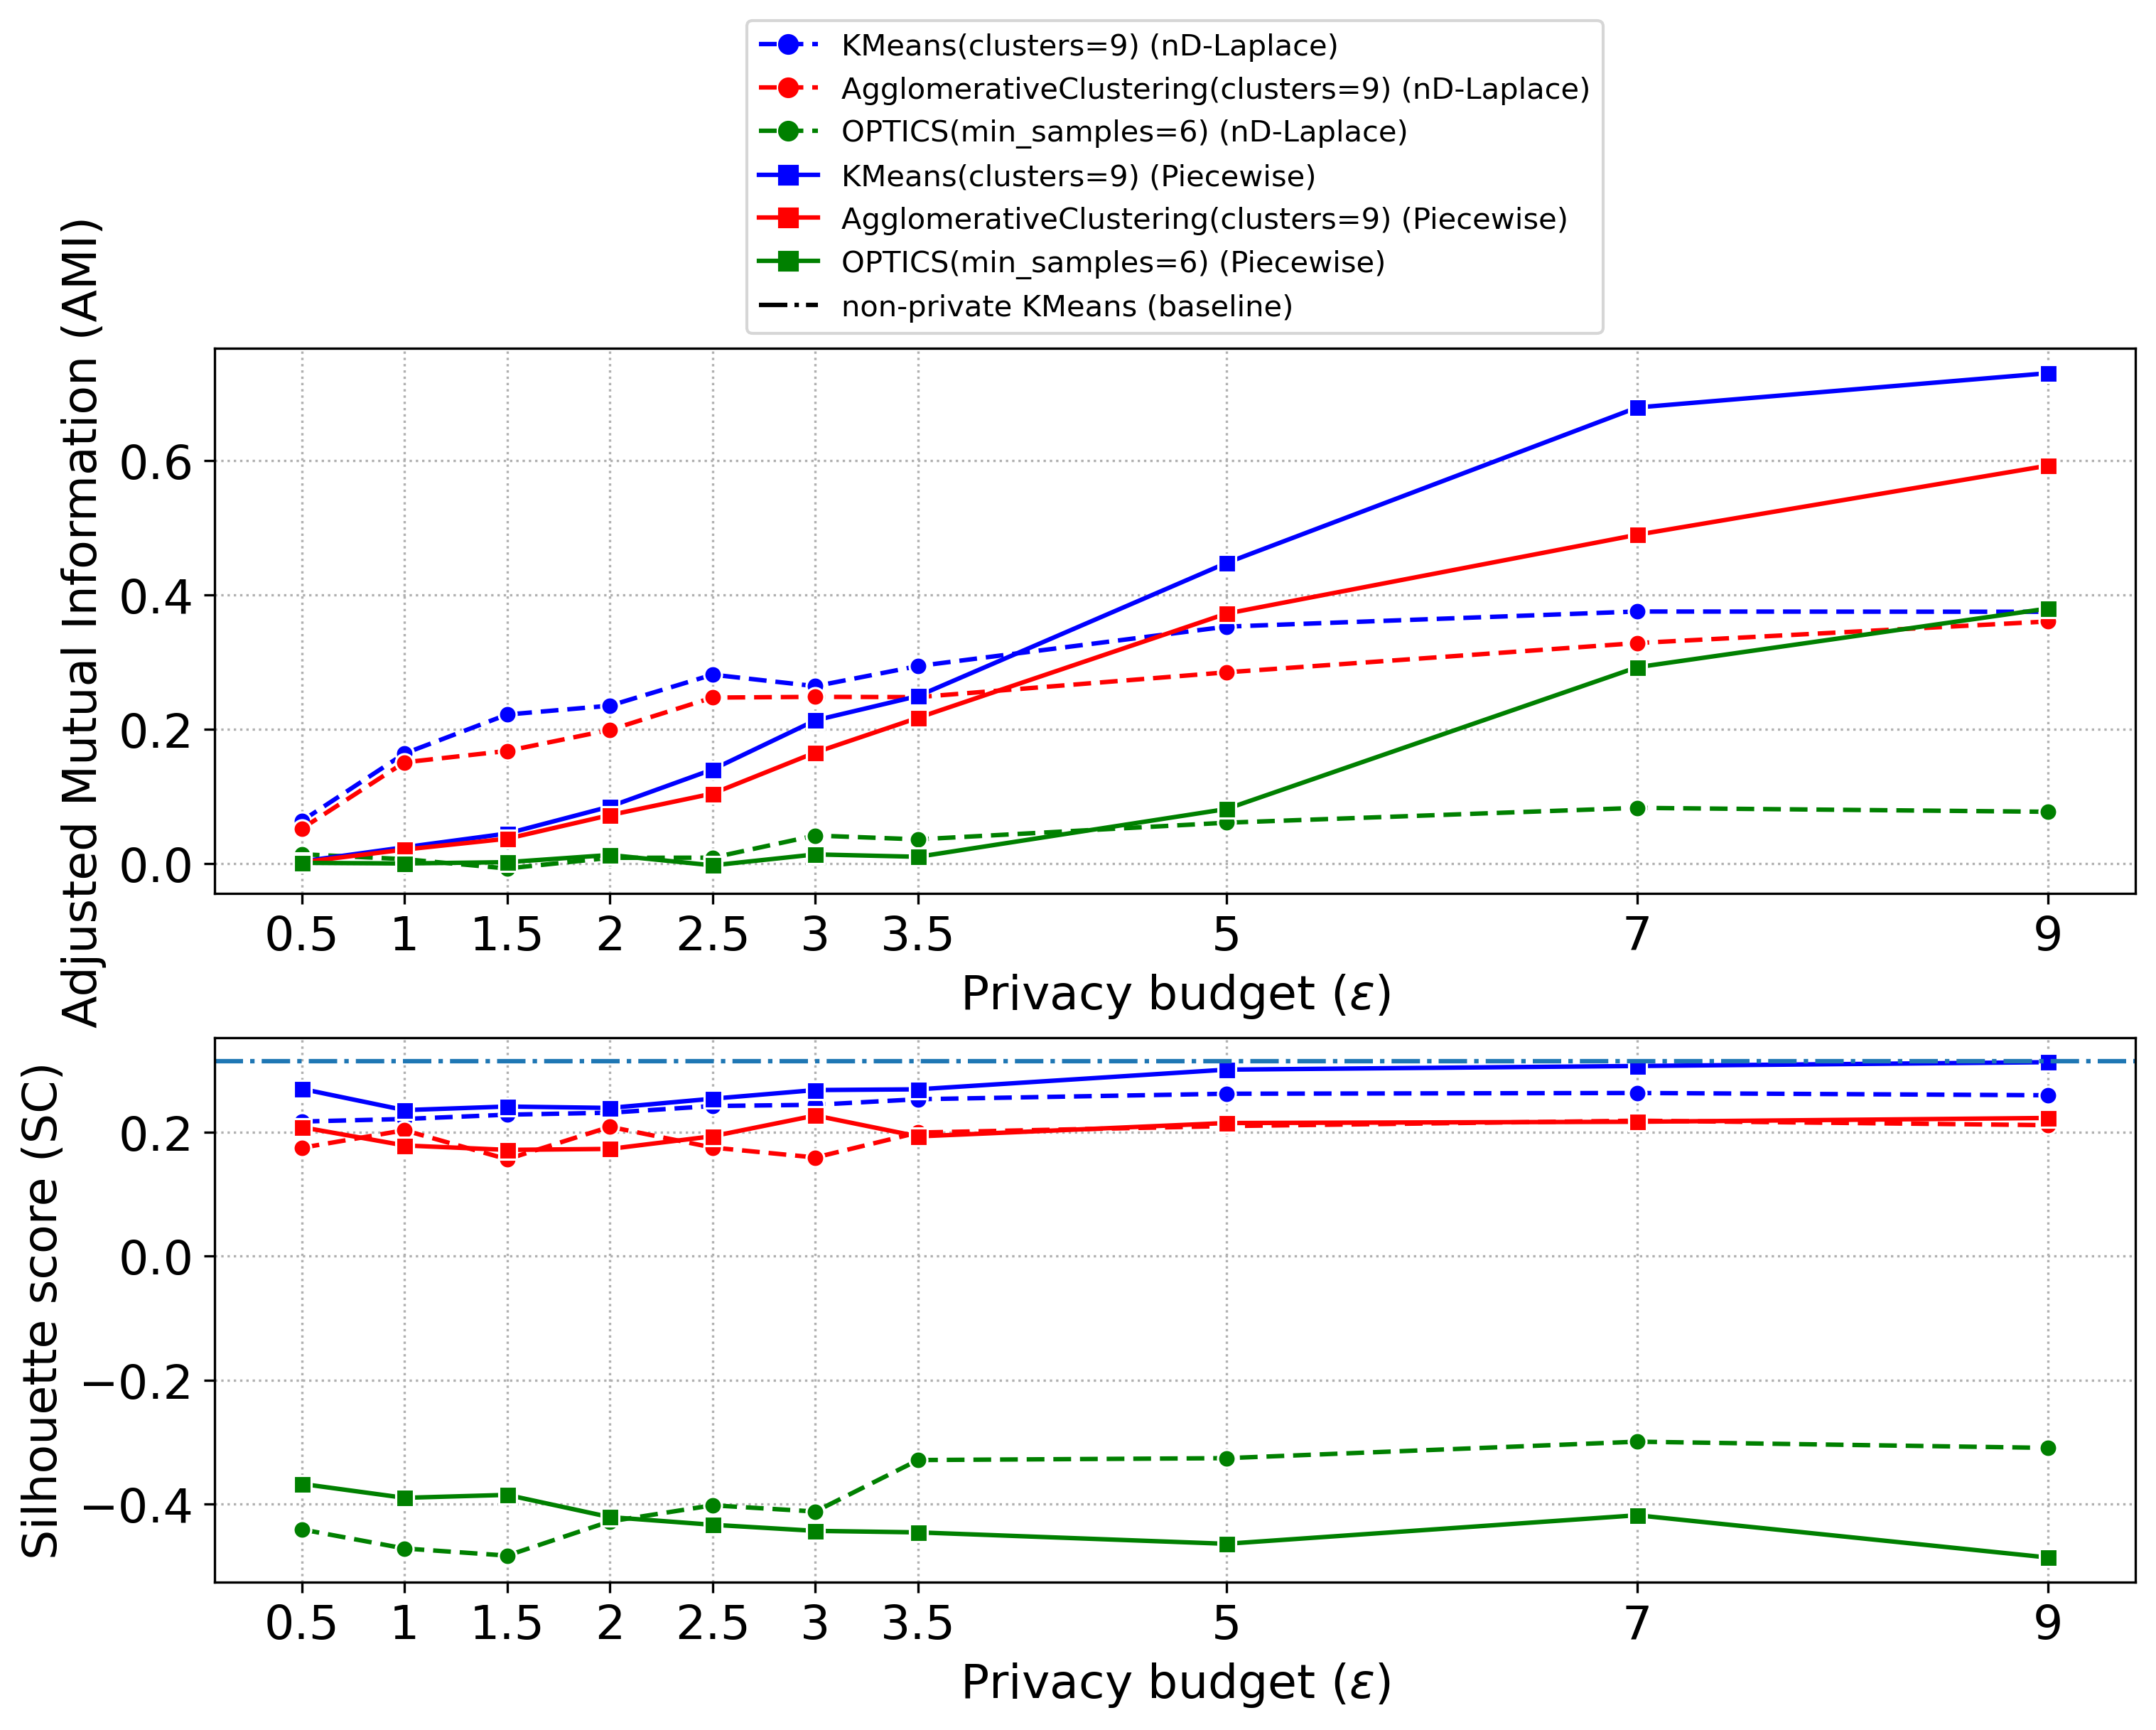 KMeans(clusters=9) (nD-Laplace)
AgglomerativeClustering(clusters=9) (nD-Laplace)
OPTICS(min_samples=6) (nD-Laplace)
KMeans(clusters=9) (Piecewise)
AgglomerativeClustering(clusters=9) (Piecewise)
OPTICS(min_samples=6) (Piecewise)
non-private KMeans (baseline)
Adjusted Mutual Information (AMI)
0.6
0.4
0.2
0.0
0.5 1 1.5 2 2.5 3 3.5 5 7 9
Privacy budget (ε)
Silhouette score (SC)
0.2
0.0
−0.2
−0.4
0.5 1 1.5 2 2.5 3 3.5 5 7 9
Privacy budget (ε)